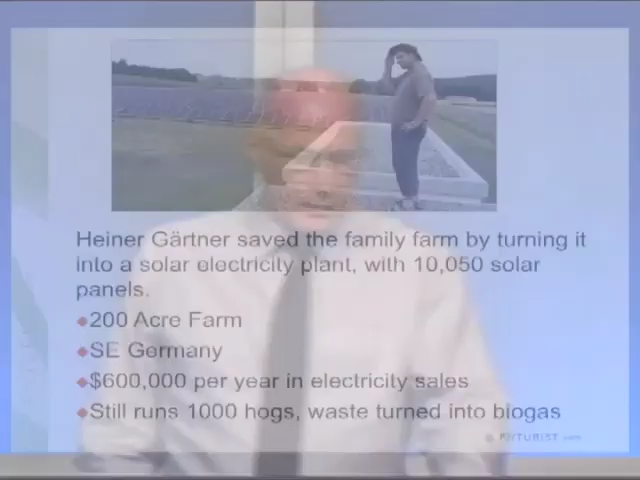 Heiner Gärtner saved the family farm by turning it
into a solar electricity plant, with 10,050 solar
panels.
200 Acre Farm
SE Germany
$600,000 per year in electricity sales
Still runs 1000 hogs, waste turned into biogas